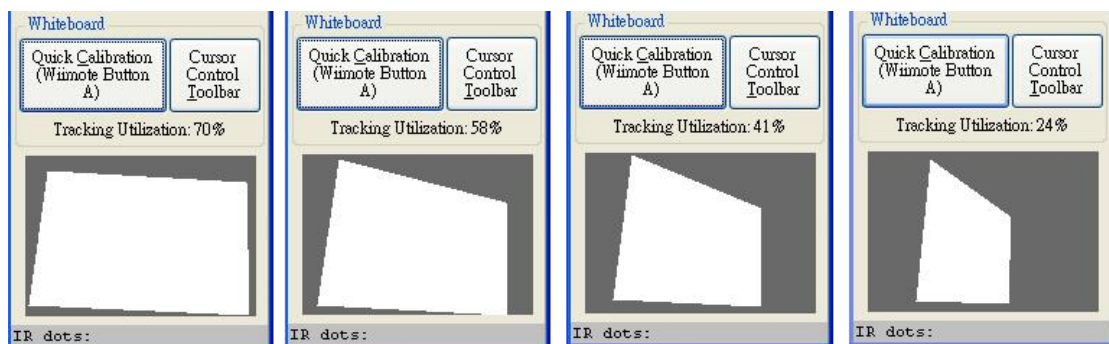 Whiteboard
Quick Calibration
(Wiimote Button
A)
Cursor
Control
Toolbar
Tracking Utilization: 70%
IR dots:
Whiteboard
Quick Calibration
(Wiimote Button
A)
Cursor
Control
Toolbar
Tracking Utilization: 58%
IR dots:
Whiteboard
Quick Calibration
(Wiimote Button
A)
Cursor
Control
Toolbar
Tracking Utilization: 41%
IR dots:
Whiteboard
Quick Calibration
(Wiimote Button
A)
Cursor
Control
Toolbar
Tracking Utilization: 24%
IR dots: